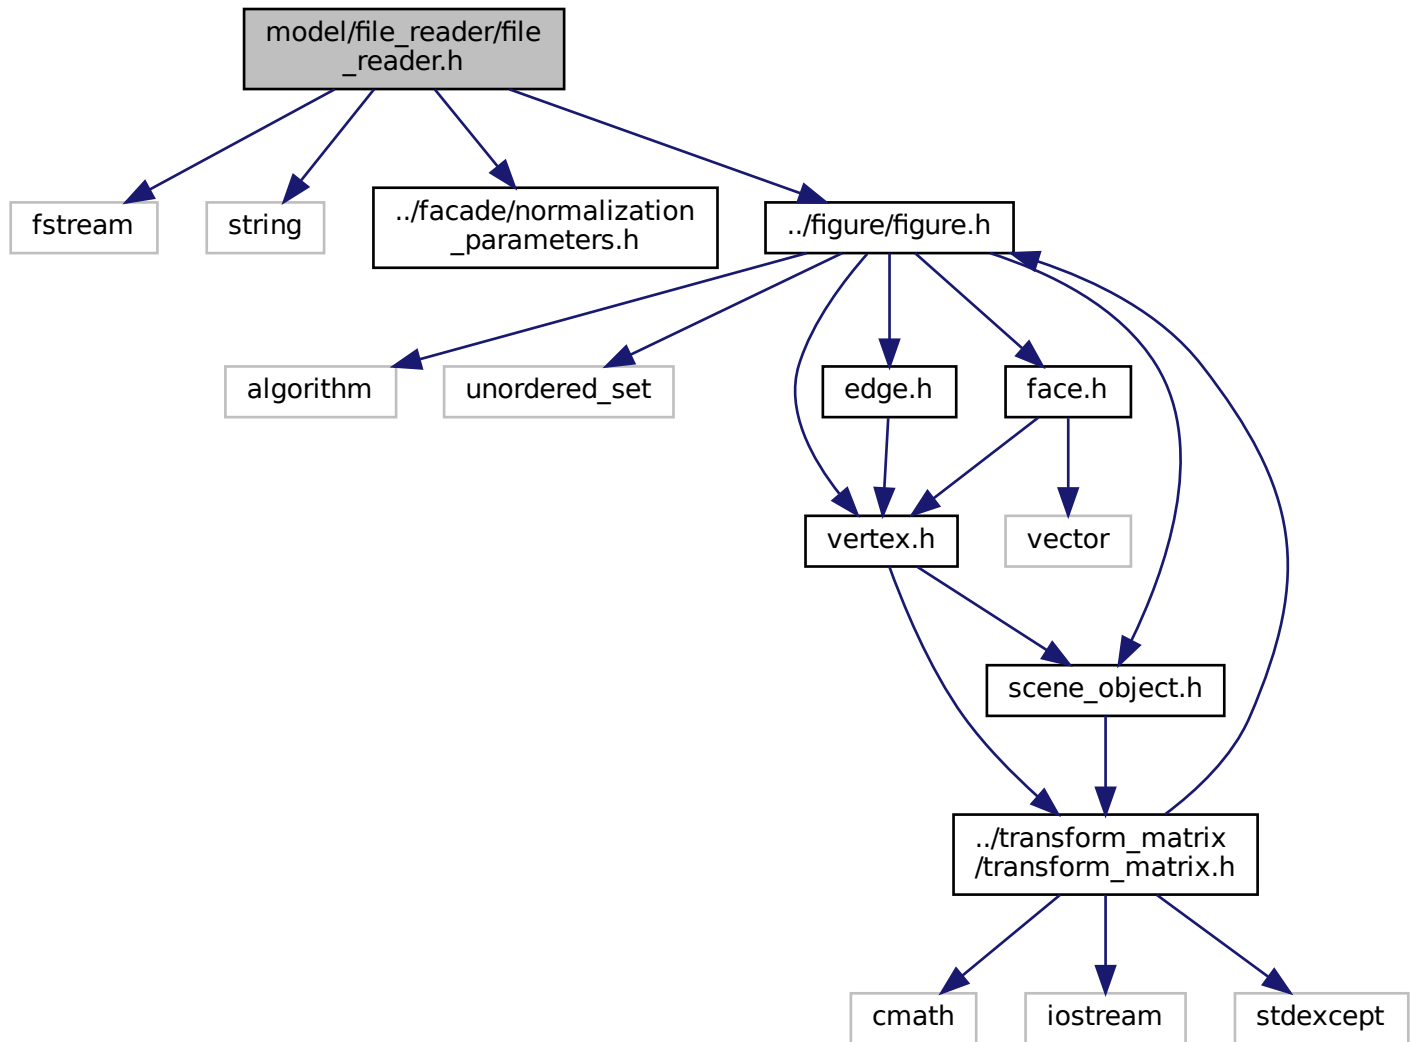 model/file_reader/file
_reader.h
fstream
string
../facade/normalization
_parameters.h
../figure/figure.h
algorithm
unordered_set
edge.h
face.h
vertex.h
vector
scene_object.h
../transform_matrix
/transform_matrix.h
cmath
iostream
stdexcept